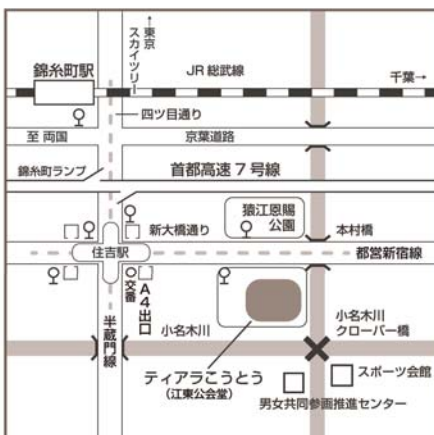 ←東京
スカイツリー
錦糸町駅
JR 総武線
千葉→
四ツ目通り
至 両国
京葉道路
錦糸町ランプ
首都高速 7 号線
猿江恩賜
公園
新大橋通り
本村橋
住吉駅
都営新宿線
交番
A4出口
半蔵門線
小名木川
小名木川
クローバー橋
ティアラこうとう
(江東公会堂)
スポーツ会館
男女共同参画推進センター